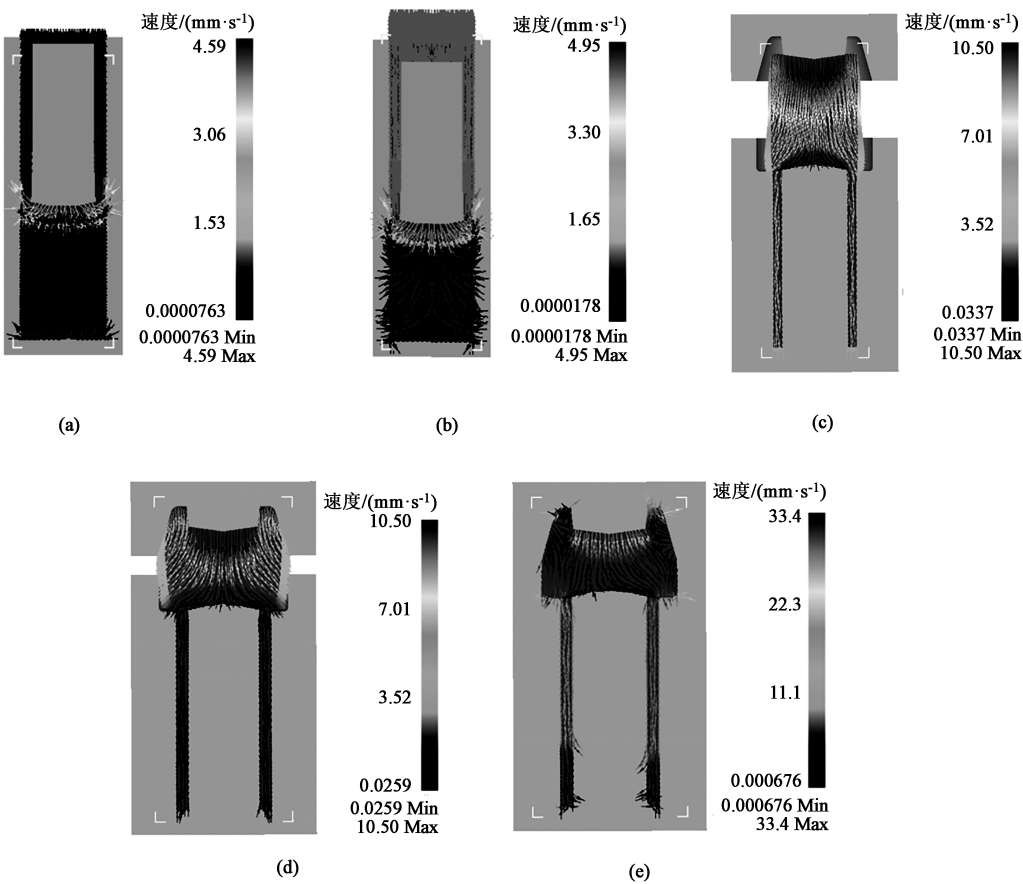 速度/(mm·s-1)
4.59
3.06
1.53
0.0000763
0.0000763 Min
4.59 Max
(a)
速度/(mm·s-1)
4.95
3.30
1.65
0.0000178
0.0000178 Min
4.95 Max
(b)
速度/(mm·s-1)
10.50
7.01
3.52
0.0337
0.0337 Min
10.50 Max
(c)
速度/(mm·s-1)
10.50
7.01
3.52
0.0259
0.0259 Min
10.50 Max
(d)
速度/(mm·s-1)
33.4
22.3
11.1
0.000676
0.000676 Min
33.4 Max
(e)